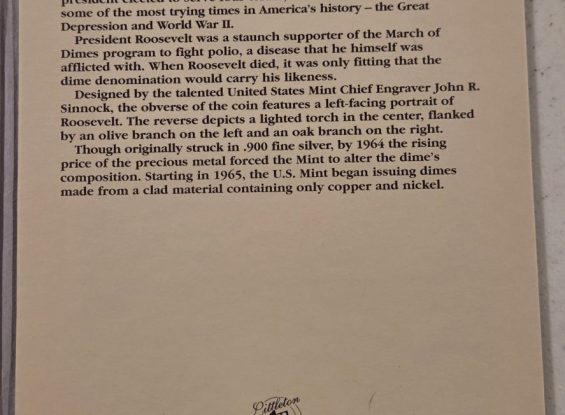 president elected to serve four
some of the most trying times in America's history – the Great
Depression and World War II.
President Roosevelt was a staunch supporter of the March of
Dimes program to fight polio, a disease that he himself was
afflicted with. When Roosevelt died, it was only fitting that the
dime denomination would carry his likeness.
Designed by the talented United States Mint Chief Engraver John R.
Sinnock, the obverse of the coin features a left-facing portrait of
Roosevelt. The reverse depicts a lighted torch in the center, flanked
by an olive branch on the left and an oak branch on the right.
Though originally struck in .900 fine silver, by 1964 the rising
price of the precious metal forced the Mint to alter the dime's
composition. Starting in 1965, the U.S. Mint began issuing dimes
made from a clad material containing only copper and nickel.
Littleton